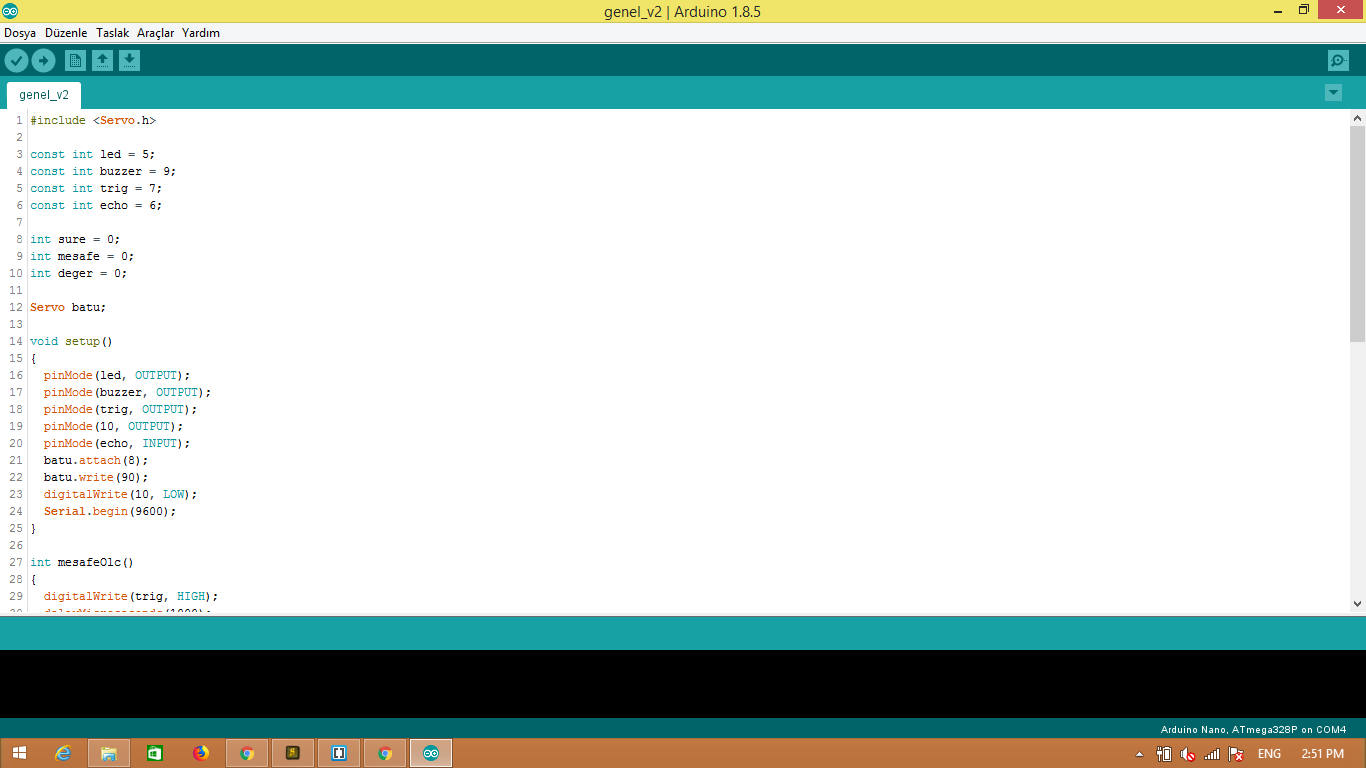 genel_v2 | Arduino 1.8.5
Dosya Düzenle Taslak Araçlar Yardım
genel_v2
1 #include <Servo.h>
2
3 const int led = 5;
4 const int buzzer = 9;
5 const int trig = 7;
6 const int echo = 6;
7
8 int sure = 0;
9 int mesafe = 0;
10 int deger = 0;
11
12 Servo batu;
13
14 void setup()
15 {
16 pinMode(led, OUTPUT);
17 pinMode(buzzer, OUTPUT);
18 pinMode(trig, OUTPUT);
19 pinMode(10, OUTPUT);
20 pinMode(echo, INPUT);
21 batu.attach(8);
22 batu.write(90);
23 digitalWrite(10, LOW);
24 Serial.begin(9600);
25 }
26
27 int mesafeOlc()
28 {
29 digitalWrite(trig, HIGH);
Arduino Nano, ATmega328P on COM4
ENG 2:51 PM